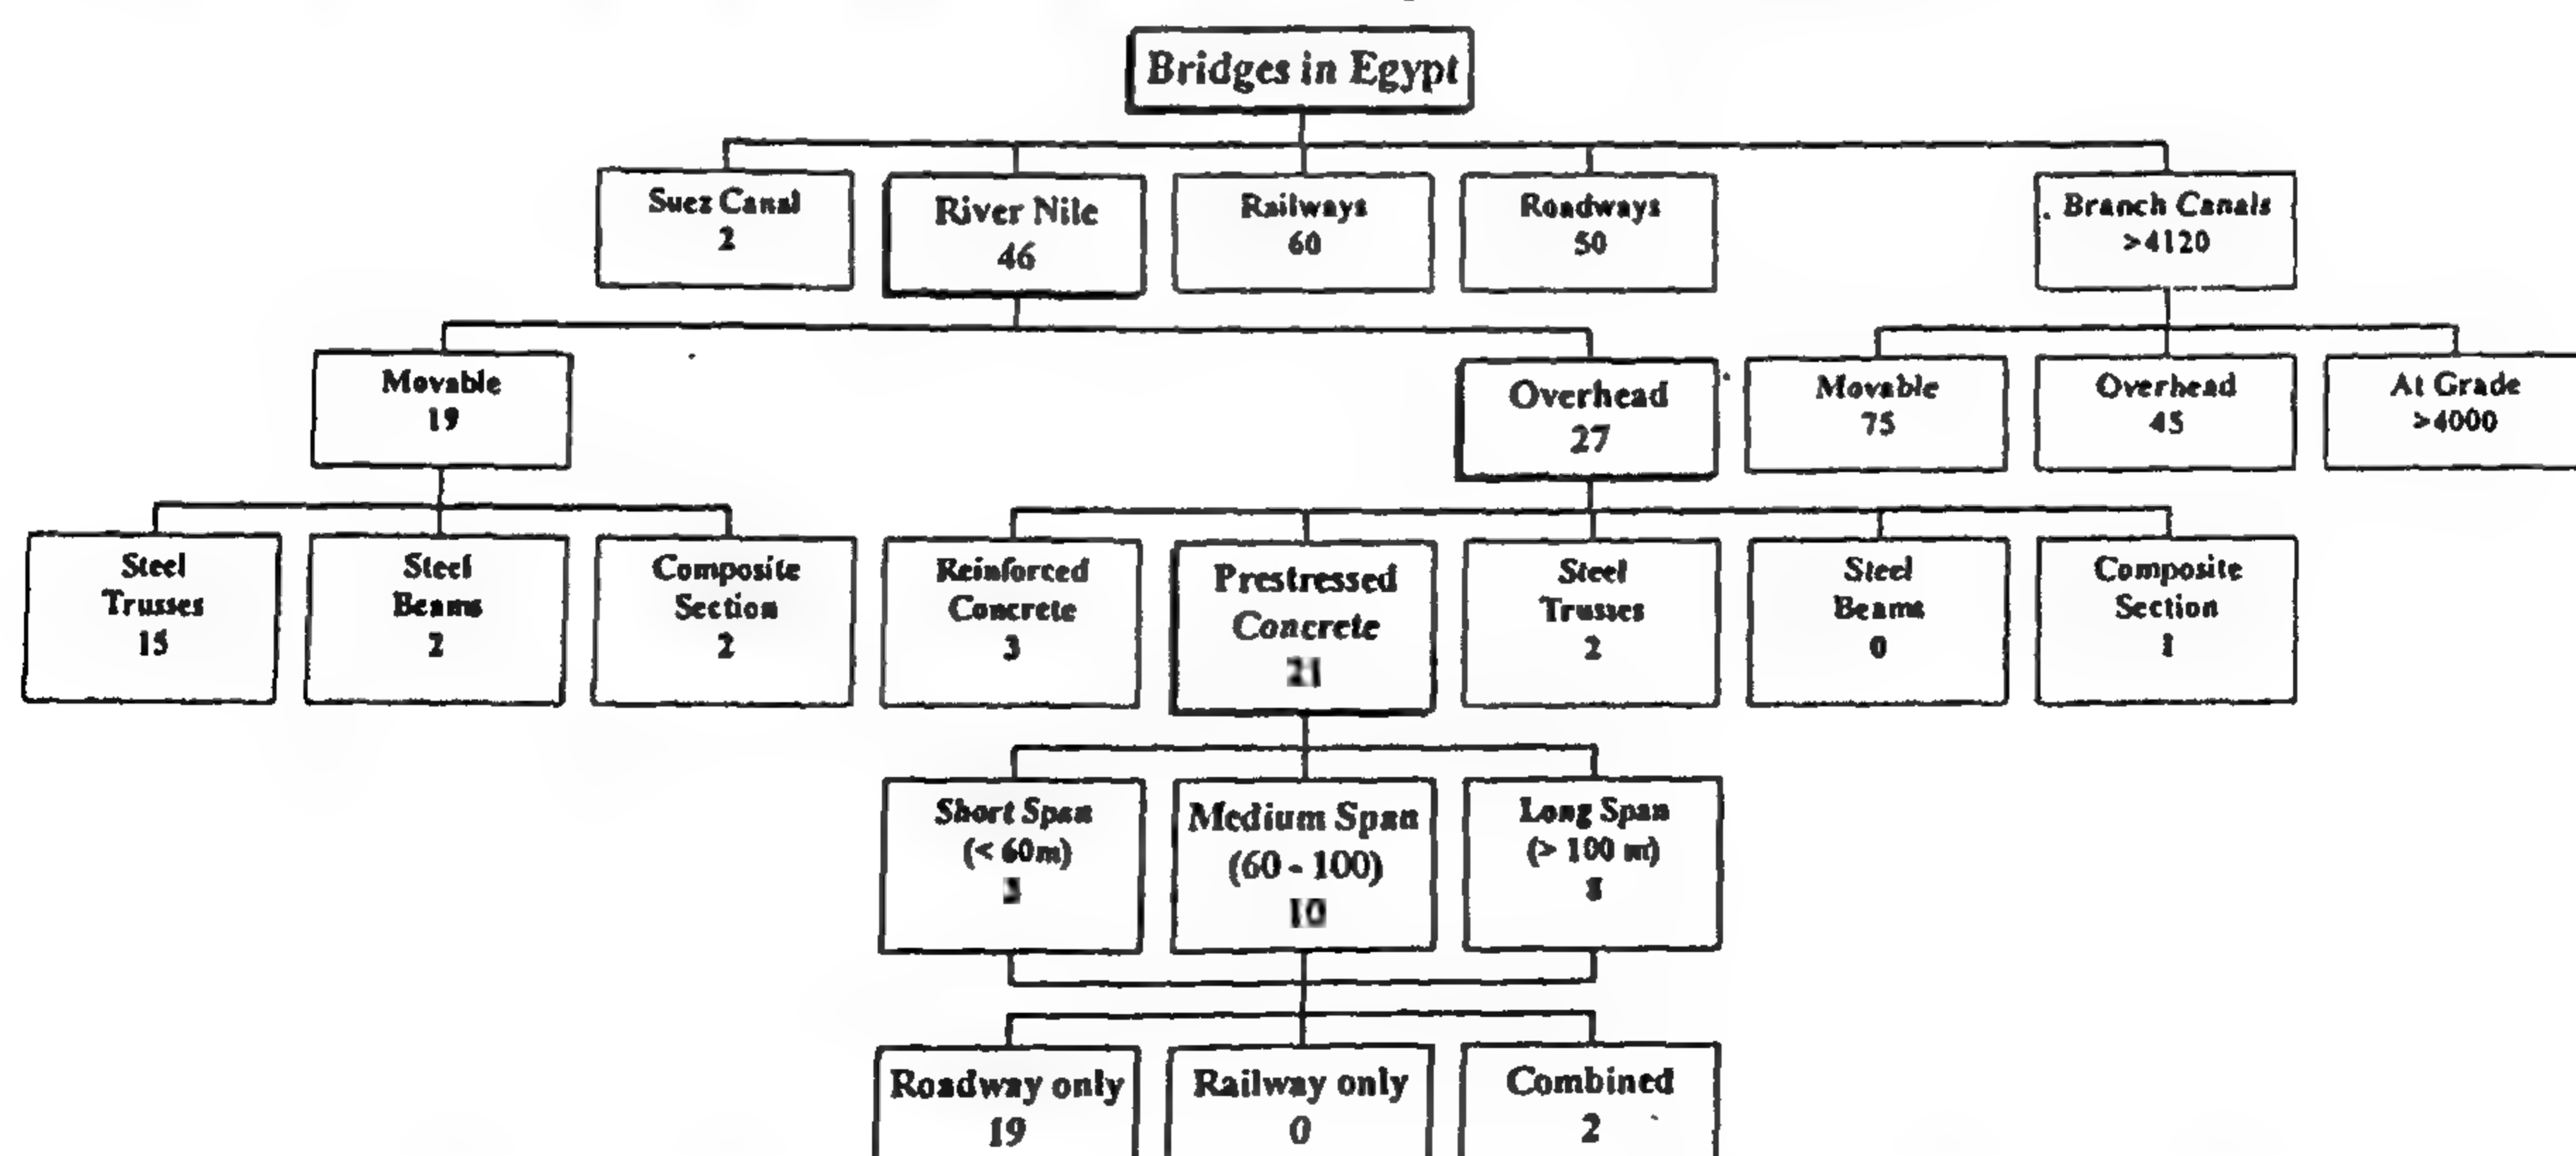 Bridges in Egypt
Suez Canal
2
River Nile
46
Railways
60
Roadways
50
Branch Canals
>4120
Movable
19
Overhead
27
Movable
75
Overhead
45
At Grade
>4000
Steel
Trusses
15
Steel
Beams
2
Composite
Section
2
Reinforced
Concrete
3
Prestressed
Concrete
21
Steel
Trusses
2
Steel
Beams
0
Composite
Section
1
Short Span
(< 60m)
3
Medium Span
(60 - 100)
10
Long Span
(> 100 m)
8
Roadway only
19
Railway only
0
Combined
2